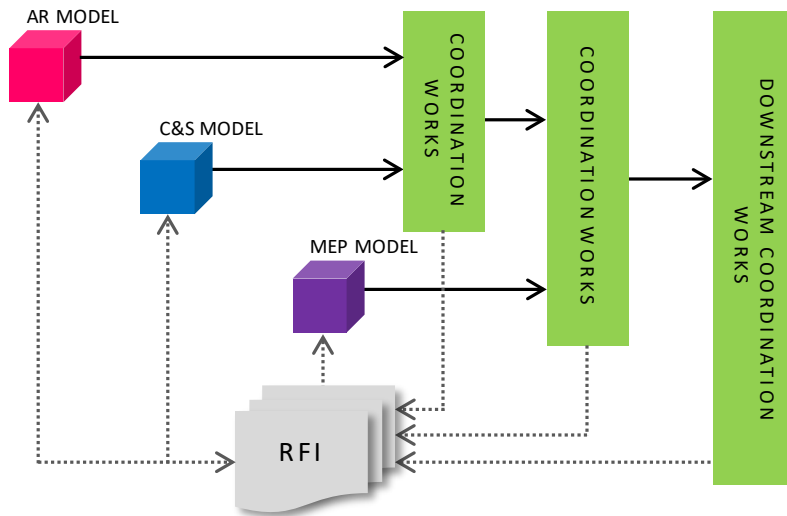 AR MODEL
C&S MODEL
MEP MODEL
COORDINATION
WORKS
COORDINATION WORKS
DOWNSTREAM COORDINATION
WORKS
RFI